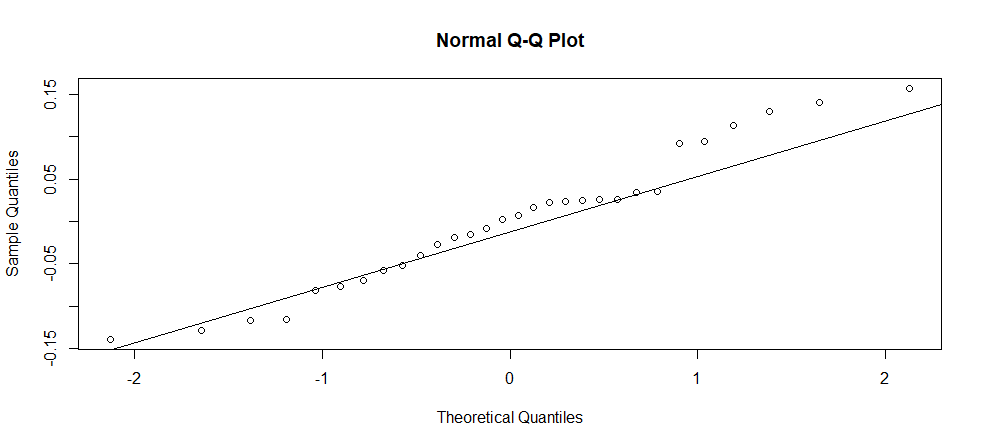 Normal Q-Q Plot
0.15
0.05
-0.05
-0.15
Sample Quantiles
-2 -1 0 1 2
Theoretical Quantiles